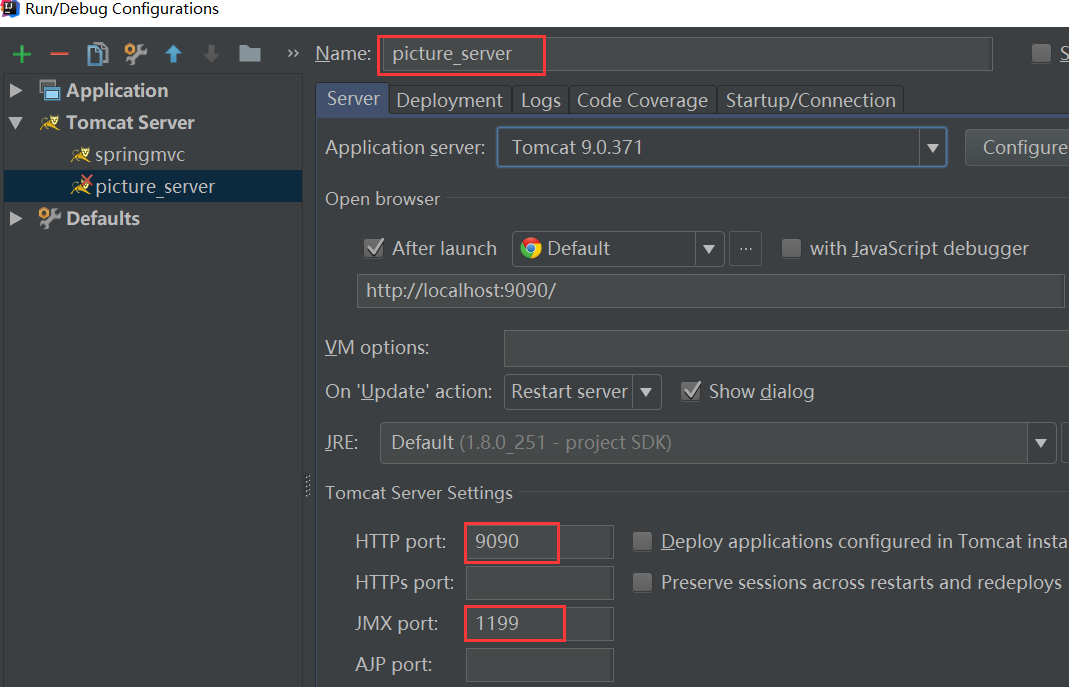 Run/Debug Configurations
Name: picture_server
Application
Tomcat Server
springmvc
picture_server
Defaults
Server Deployment Logs Code Coverage Startup/Connection
Application server: Tomcat 9.0.371 Configure
Open browser
After launch Default ... with JavaScript debugger
http://localhost:9090/
VM options:
On 'Update' action: Restart server Show dialog
JRE: Default (1.8.0_251 - project SDK)
Tomcat Server Settings
HTTP port: 9090 Deploy applications configured in Tomcat insta
HTTPs port: Preserve sessions across restarts and redeploys
JMX port: 1199
AJP port: